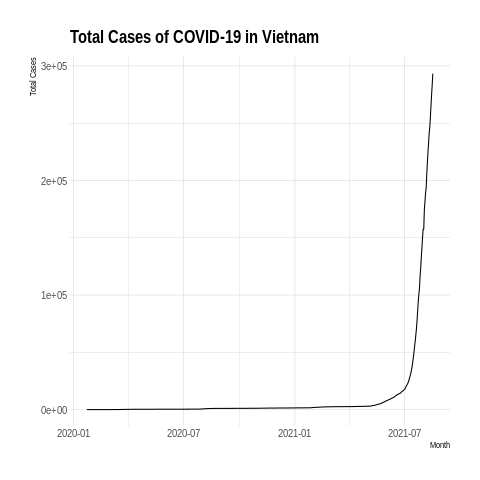 Total Cases of COVID-19 in Vietnam
Total Cases
3e+05
2e+05
1e+05
0e+00
2020-01 2020-07 2021-01 2021-07
Month